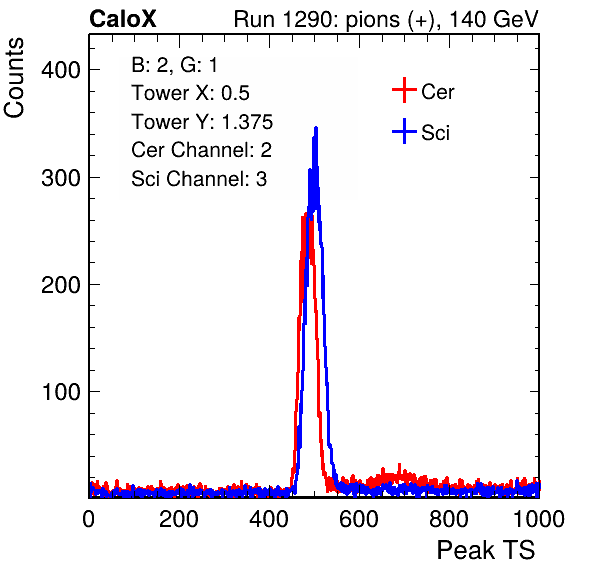 CaloX Run 1290: pions (+), 140 GeV
Counts
400
300
200
100
B: 2, G: 1
Tower X: 0.5
Tower Y: 1.375
Cer Channel: 2
Sci Channel: 3
Cer
Sci
0 200 400 600 800 1000
Peak TS